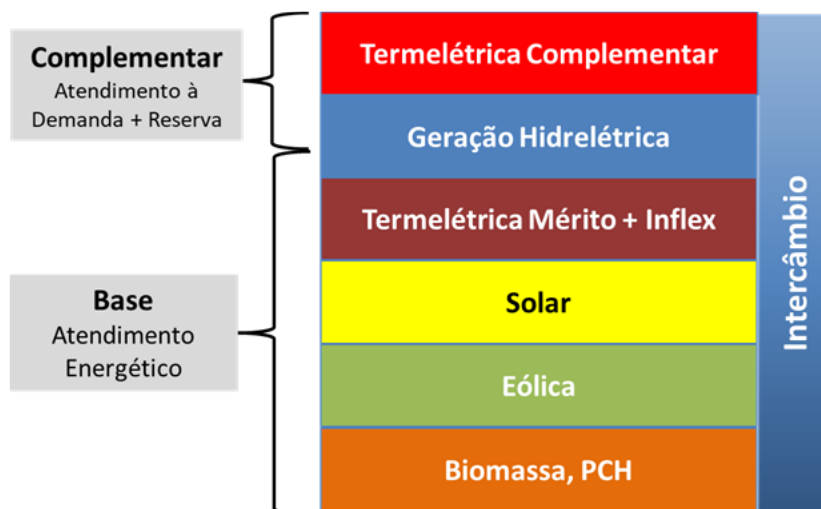 Complementar
Atendimento à
Demanda + Reserva
Base
Atendimento
Energético
Termelétrica Complementar
Geração Hidrelétrica
Termelétrica Mérito + Inflex
Solar
Eólica
Biomassa, PCH
Intercâmbio